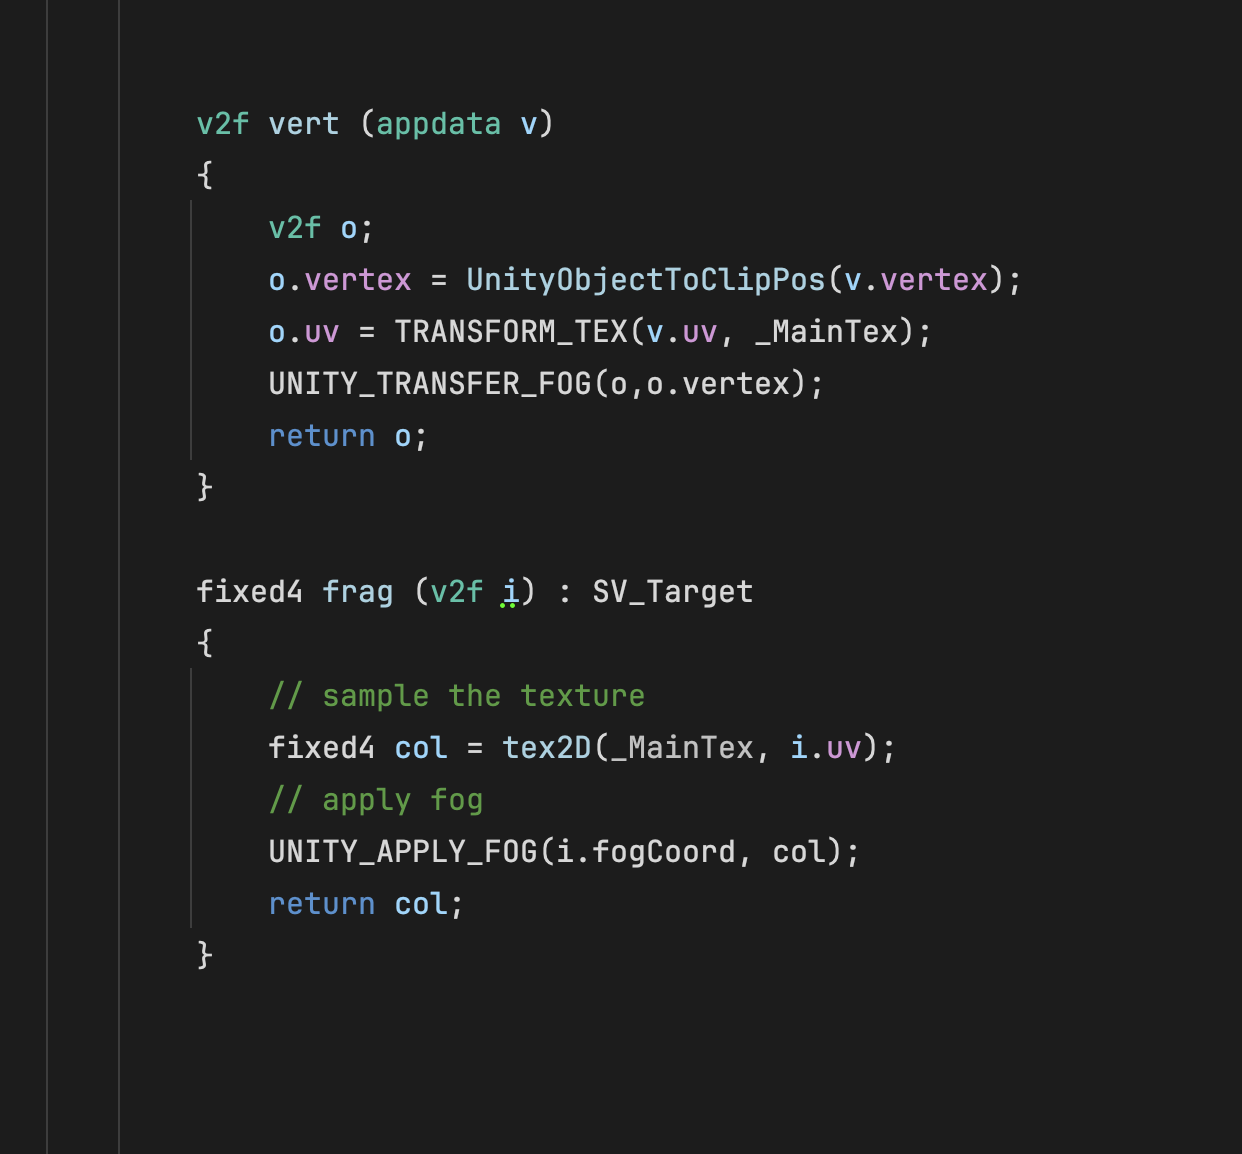 v2f vert (appdata v)
{
    v2f o;
    o.vertex = UnityObjectToClipPos(v.vertex);
    o.uv = TRANSFORM_TEX(v.uv, _MainTex);
    UNITY_TRANSFER_FOG(o,o.vertex);
    return o;
}

fixed4 frag (v2f i) : SV_Target
{
    // sample the texture
    fixed4 col = tex2D(_MainTex, i.uv);
    // apply fog
    UNITY_APPLY_FOG(i.fogCoord, col);
    return col;
}